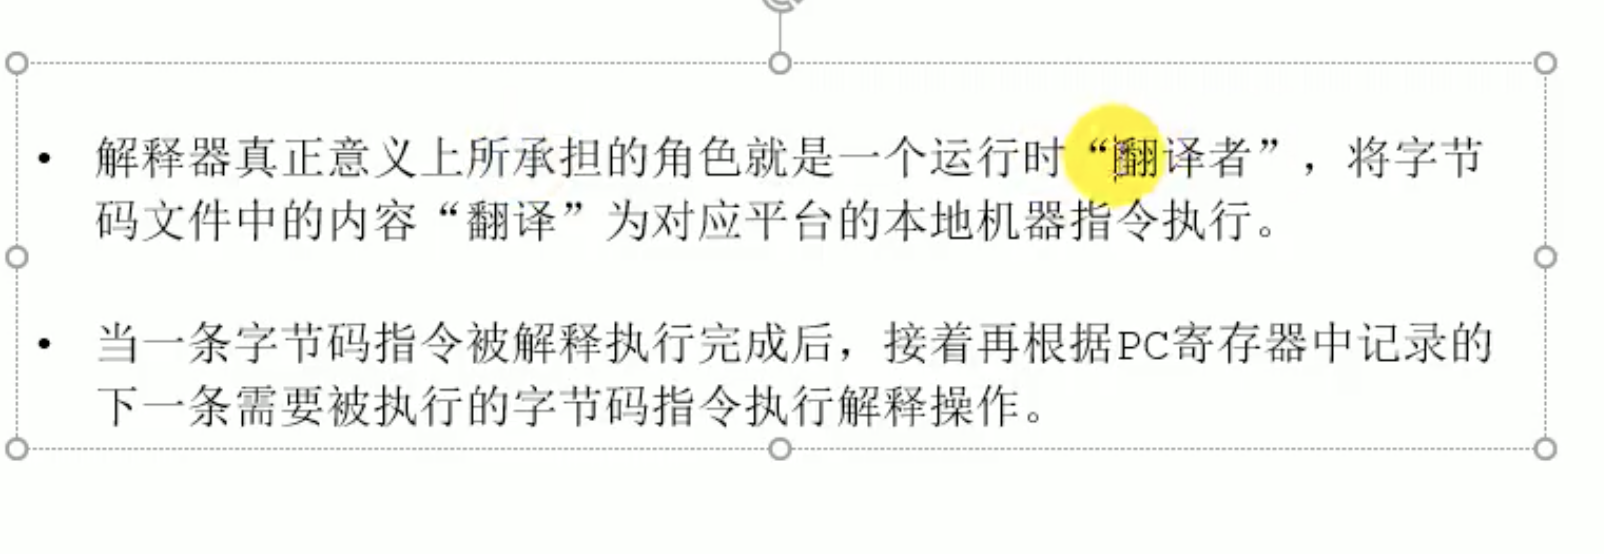 • 解释器真正意义上所承担的角色就是一个运行时“翻译者”，将字节
码文件中的内容“翻译”为对应平台的本地机器指令执行。
• 当一条字节码指令被解释执行完成后，接着再根据PC寄存器中记录的
下一条需要被执行的字节码指令执行解释操作。